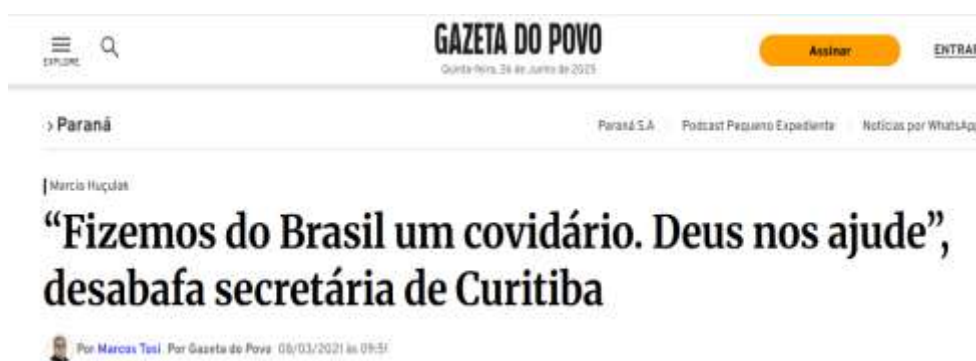 EXPLORE
GAZETA DO POVO
Quinta-feira, 26 de Junho de 2025
Assinar
ENTRAR
› Paraná
Paraná S.A
Podcast Pequeno Expediente
Notícias por WhatsApp
Marcia Huçulak
“Fizemos do Brasil um covidário. Deus nos ajude”,
desabafa secretária de Curitiba
Por Marcos Tosi Por Gazeta do Povo 08/03/2021 às 09:51